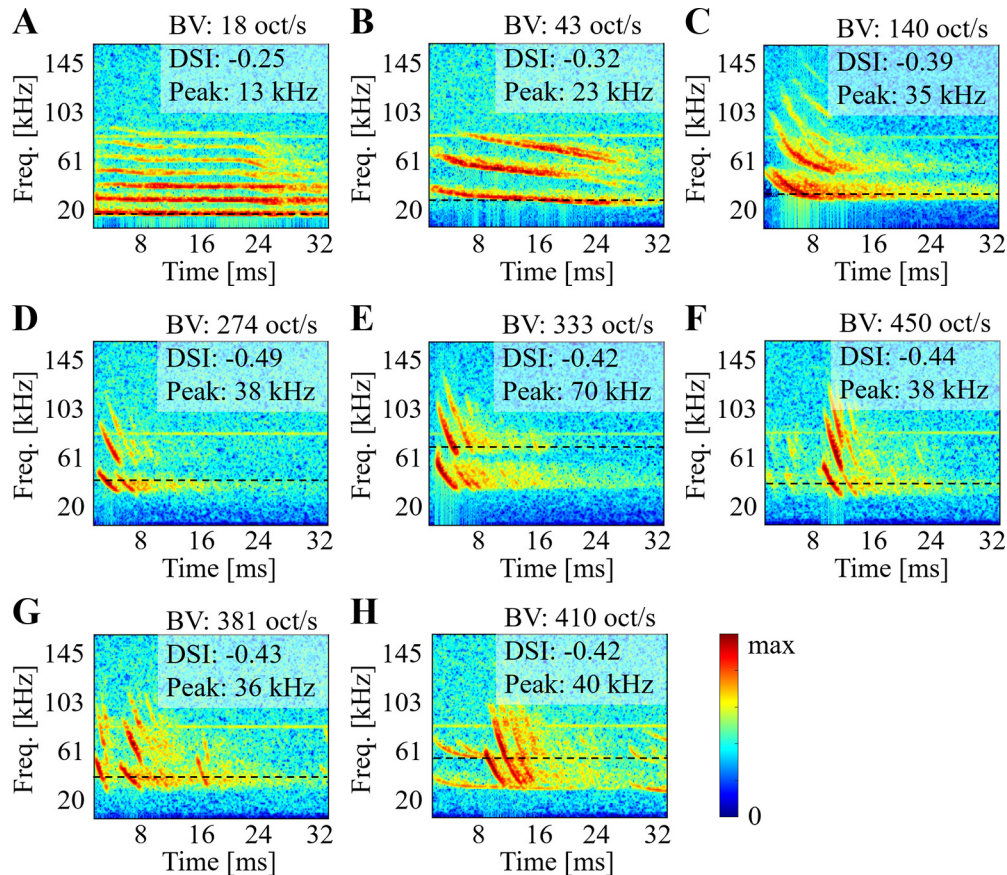 A
BV: 18 oct/s
DSI: -0.25
Peak: 13 kHz
Freq. [kHz]
145
103
61
20
8 16 24 32
Time [ms]
B
BV: 43 oct/s
DSI: -0.32
Peak: 23 kHz
Freq. [kHz]
145
103
61
20
8 16 24 32
Time [ms]
C
BV: 140 oct/s
DSI: -0.39
Peak: 35 kHz
Freq. [kHz]
145
103
61
20
8 16 24 32
Time [ms]
D
BV: 274 oct/s
DSI: -0.49
Peak: 38 kHz
Freq. [kHz]
145
103
61
20
8 16 24 32
Time [ms]
E
BV: 333 oct/s
DSI: -0.42
Peak: 70 kHz
Freq. [kHz]
145
103
61
20
8 16 24 32
Time [ms]
F
BV: 450 oct/s
DSI: -0.44
Peak: 38 kHz
Freq. [kHz]
145
103
61
20
8 16 24 32
Time [ms]
G
BV: 381 oct/s
DSI: -0.43
Peak: 36 kHz
Freq. [kHz]
145
103
61
20
8 16 24 32
Time [ms]
H
BV: 410 oct/s
DSI: -0.42
Peak: 40 kHz
Freq. [kHz]
145
103
61
20
8 16 24 32
Time [ms]
max
0